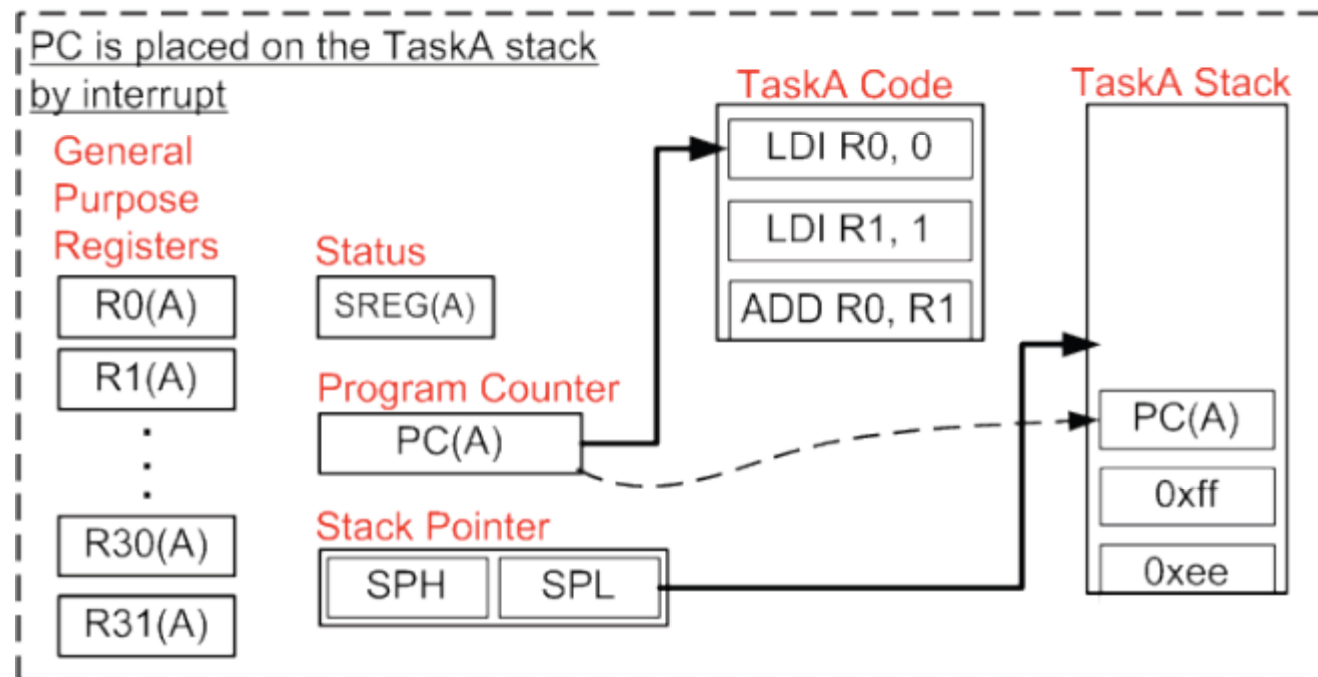 PC is placed on the TaskA stack
by interrupt
General
Purpose
Registers
R0(A)
R1(A)
.
.
.
R30(A)
R31(A)
Status
SREG(A)
Program Counter
PC(A)
Stack Pointer
SPH
SPL
TaskA Code
LDI R0, 0
LDI R1, 1
ADD R0, R1
TaskA Stack
PC(A)
0xff
0xee